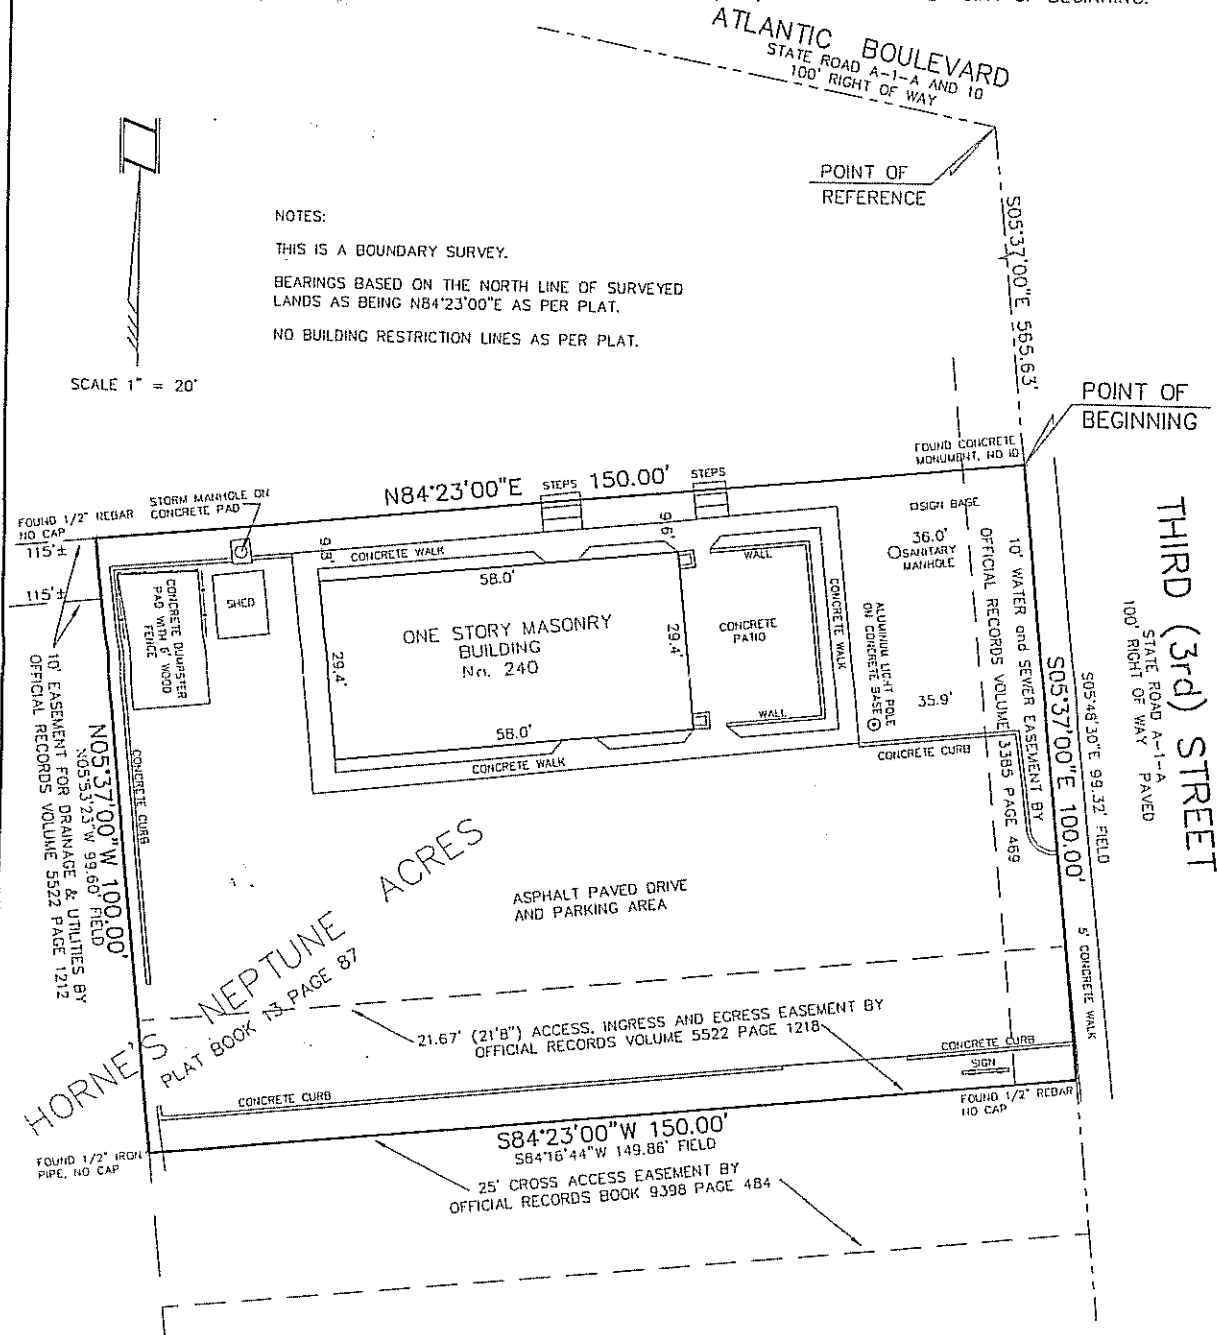 POINT OF BEGINNING.
ATLANTIC BOULEVARD
STATE ROAD A-1-A AND 10
100' RIGHT OF WAY
POINT OF
REFERENCE
S05°37'00"E 565.63'
NOTES:
THIS IS A BOUNDARY SURVEY.
BEARINGS BASED ON THE NORTH LINE OF SURVEYED
LANDS AS BEING N84°23'00"E AS PER PLAT.
NO BUILDING RESTRICTION LINES AS PER PLAT.
SCALE 1" = 20'
POINT OF
BEGINNING
FOUND CONCRETE
MONUMENT, NO ID
N84°23'00"E 150.00'
STEPS
STEPS
STORM MANHOLE ON
CONCRETE PAD
FOUND 1/2" REBAR
NO CAP
115'±
115'±
9.3'
9.6'
CONCRETE WALK
58.0'
WALL
SIGN BASE
36.0'
SANITARY
MANHOLE
CONCRETE DUMPSTER
PAD WITH 6' WOOD
FENCE
SHED
ONE STORY MASONRY
BUILDING
No. 240
29.4'
29.4'
CONCRETE
PATIO
CONCRETE WALK
ALUMINUM LIGHT POLE
ON CONCRETE BASE
35.9'
10' WATER and SEWER EASEMENT BY
OFFICIAL RECORDS VOLUME 3385 PAGE 469
S05°37'00"E 100.00'
S05°48'30"E 99.32' FIELD
THIRD (3rd) STREET
STATE ROAD A-1-A
100' RIGHT OF WAY PAVED
58.0'
WALL
CONCRETE WALK
CONCRETE CURB
10' EASEMENT FOR DRAINAGE & UTILITIES BY
OFFICIAL RECORDS VOLUME 5522 PAGE 1212
N05°37'00"W 100.00'
N05°53'23"W 99.60' FIELD
CONCRETE CURB
ASPHALT PAVED DRIVE
AND PARKING AREA
HORNE'S NEPTUNE ACRES
PLAT BOOK 13 PAGE 87
5' CONCRETE WALK
21.67' (21'8") ACCESS, INGRESS AND EGRESS EASEMENT BY
OFFICIAL RECORDS VOLUME 5522 PAGE 1218
CONCRETE CURB
SIGN
CONCRETE CURB
FOUND 1/2" REBAR
NO CAP
S84°23'00"W 150.00'
S84°16'44"W 149.86' FIELD
FOUND 1/2" IRON
PIPE, NO CAP
25' CROSS ACCESS EASEMENT BY
OFFICIAL RECORDS BOOK 9398 PAGE 484